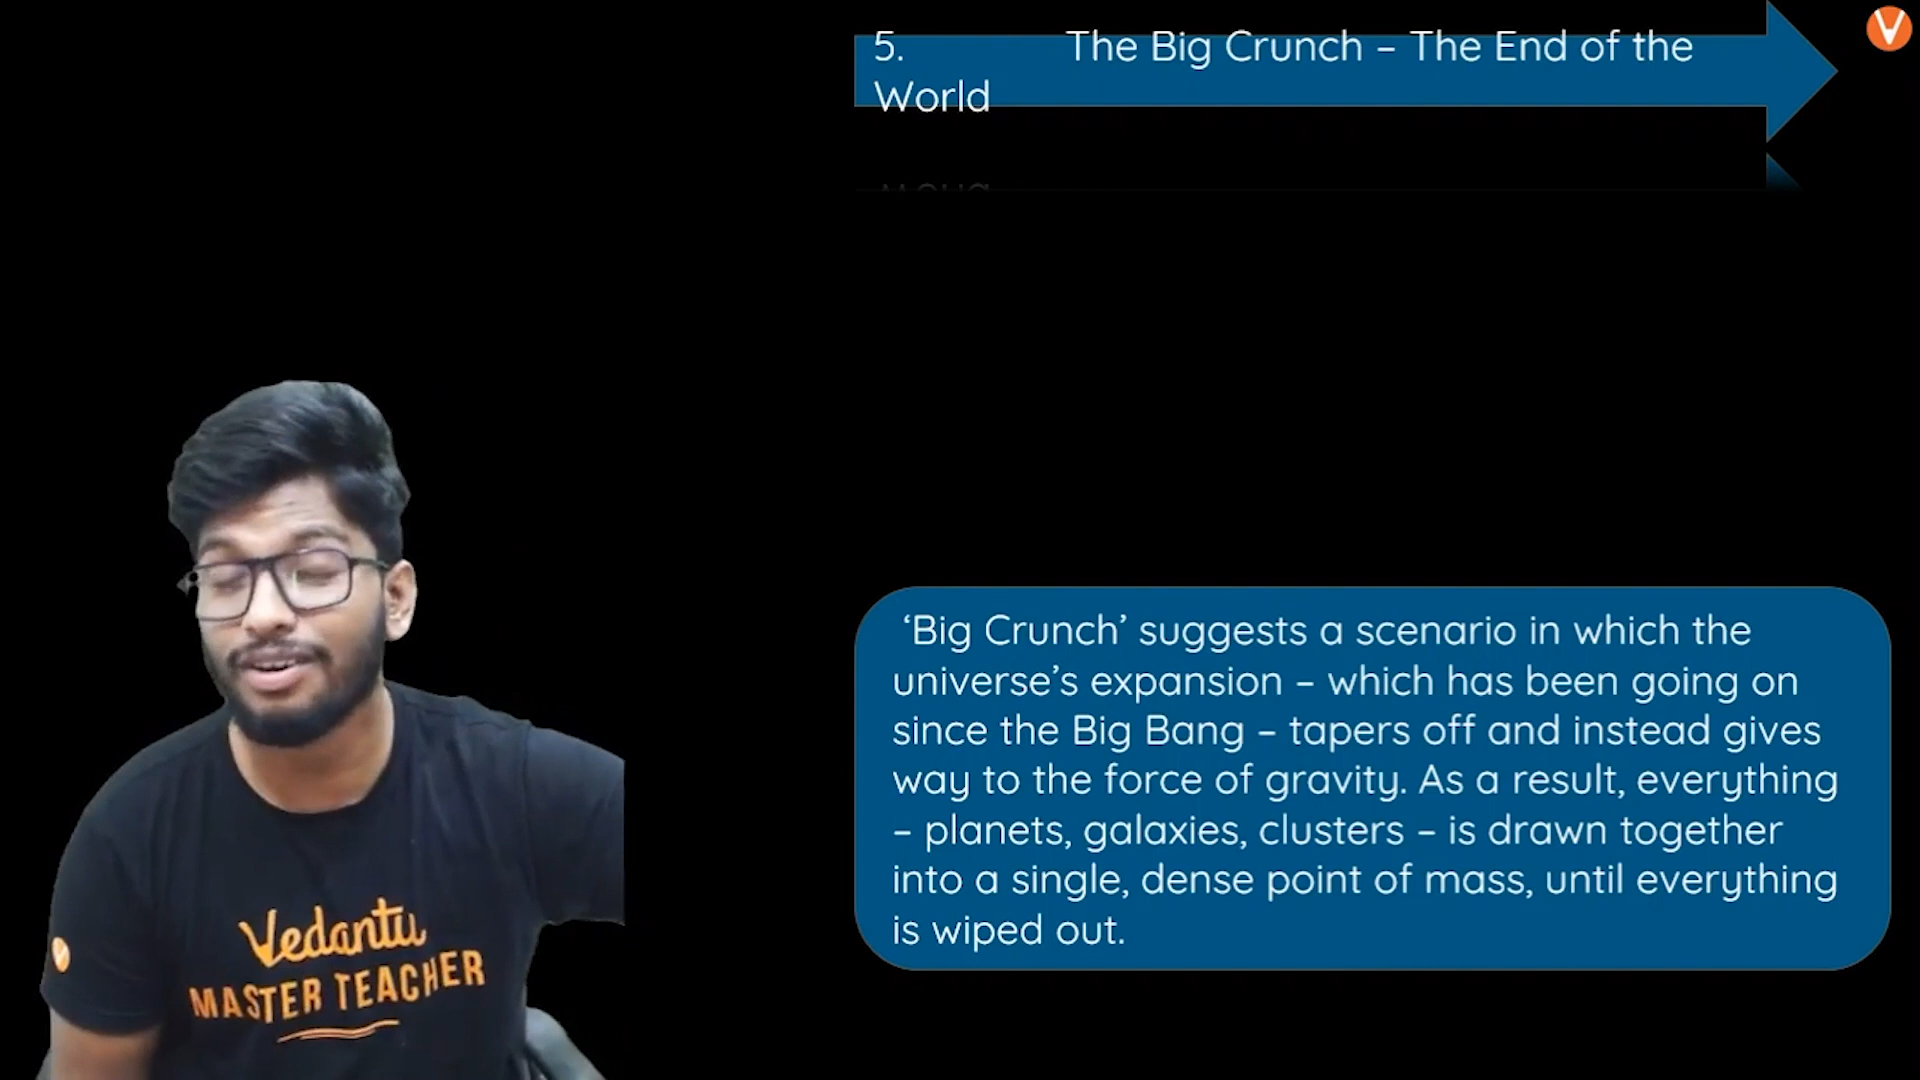 5. The Big Crunch – The End of the
World
‘Big Crunch’ suggests a scenario in which the
universe’s expansion – which has been going on
since the Big Bang – tapers off and instead gives
way to the force of gravity. As a result, everything
– planets, galaxies, clusters – is drawn together
into a single, dense point of mass, until everything
is wiped out.
Vedantu
MASTER TEACHER